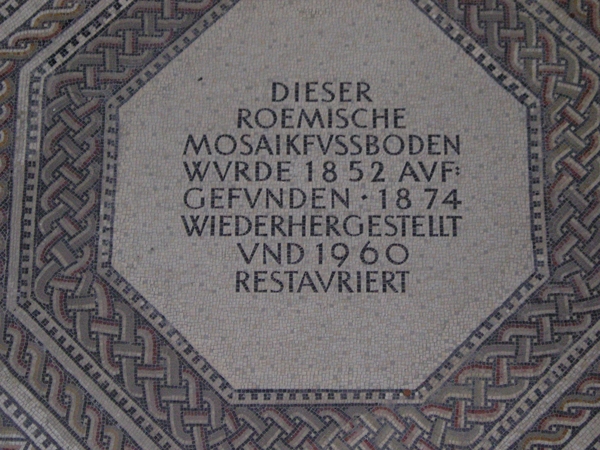 DIESER
ROEMISCHE
MOSAIKFVSSBODEN
WVRDE 1852 AVF:
GEFVNDEN · 1874
WIEDERHERGESTELLT
VND 1960
RESTAVRIERT